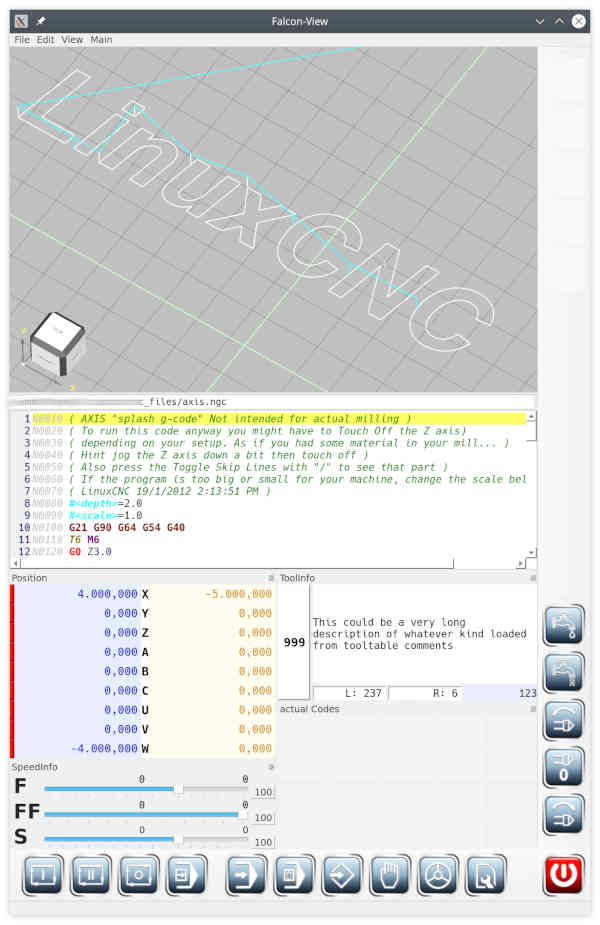 Falcon-View
File Edit View Main
LinuxCNC
c_files/axis.ngc
1 N0010 ( AXIS "splash g-code" Not intended for actual milling )
2 N0020 ( To run this code anyway you might have to Touch Off the Z axis)
3 N0030 ( depending on your setup. As if you had some material in your mill... )
4 N0040 ( Hint jog the Z axis down a bit then touch off )
5 N0050 ( Also press the Toggle Skip Lines with "/" to see that part )
6 N0060 ( If the program is too big or small for your machine, change the scale bel
7 N0070 ( LinuxCNC 19/1/2012 2:13:51 PM )
8 N0080 #<depth>=2.0
9 N0090 #<scale>=1.0
10 N0100 G21 G90 G64 G54 G40
11 N0110 T6 M6
12 N0120 G0 Z3.0
Position
4.000,000 X -5.000,000
0,000 Y 0,000
0,000 Z 0,000
0,000 A 0,000
0,000 B 0,000
0,000 C 0,000
0,000 U 0,000
0,000 V 0,000
-4.000,000 W 0,000
ToolInfo
999
This could be a very long
description of whatever kind loaded
from tooltable comments
L: 237 R: 6 123
actual Codes
SpeedInfo
F 0 0 100
FF 0 0 100
S 0 0 100
0